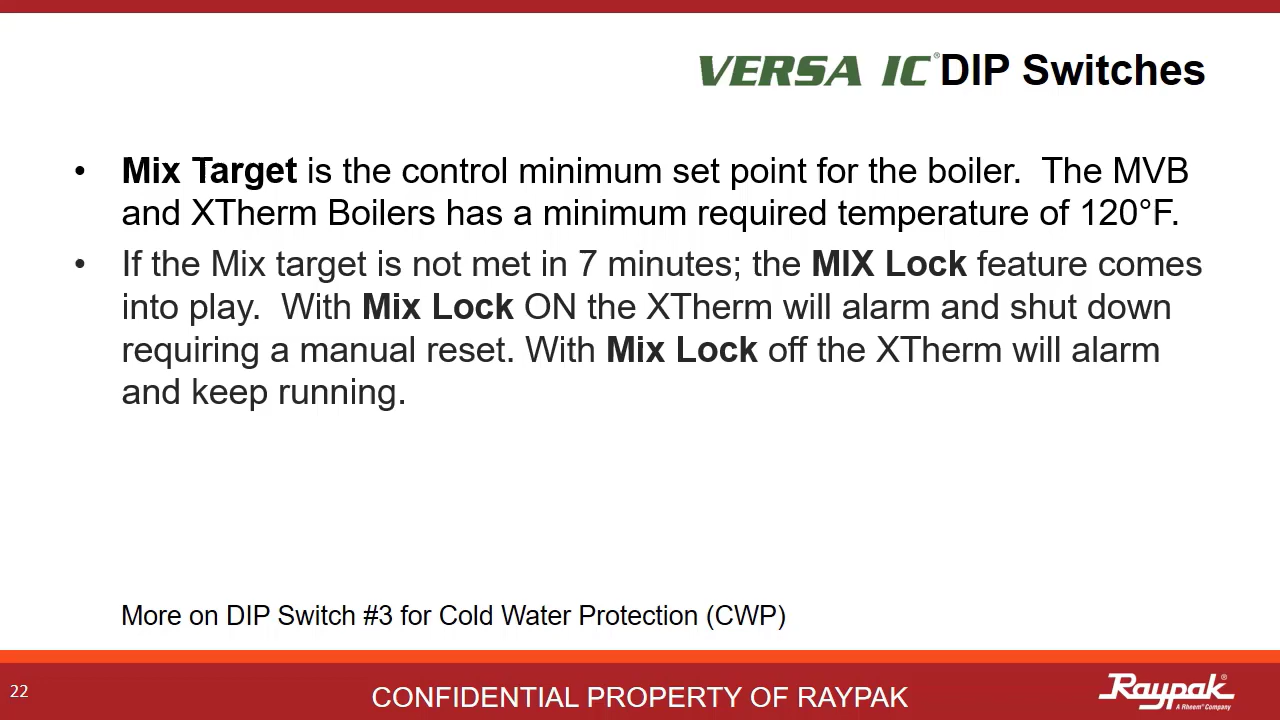 VERSA IC® DIP Switches
• Mix Target is the control minimum set point for the boiler.  The MVB
and XTherm Boilers has a minimum required temperature of 120°F.
• If the Mix target is not met in 7 minutes; the MIX Lock feature comes
into play.  With Mix Lock ON the XTherm will alarm and shut down
requiring a manual reset. With Mix Lock off the XTherm will alarm
and keep running.
More on DIP Switch #3 for Cold Water Protection (CWP)
22
CONFIDENTIAL PROPERTY OF RAYPAK
Raypak®
A Rheem® Company